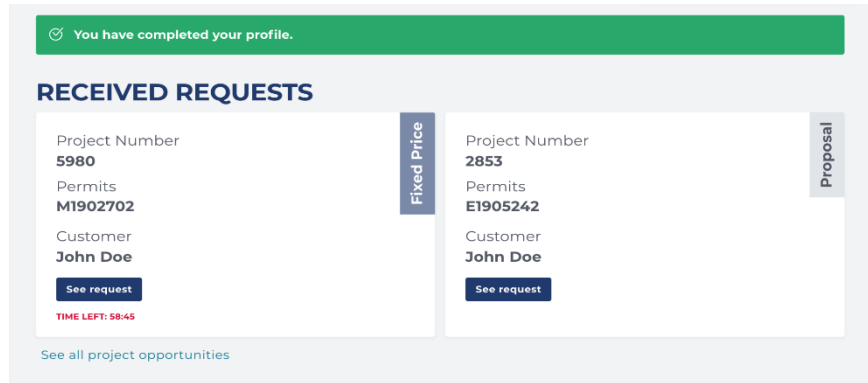 You have completed your profile.
RECEIVED REQUESTS
Project Number
5980
Permits
M1902702
Customer
John Doe
See request
TIME LEFT: 58:45
Fixed Price
Project Number
2853
Permits
E1905242
Customer
John Doe
See request
Proposal
See all project opportunities